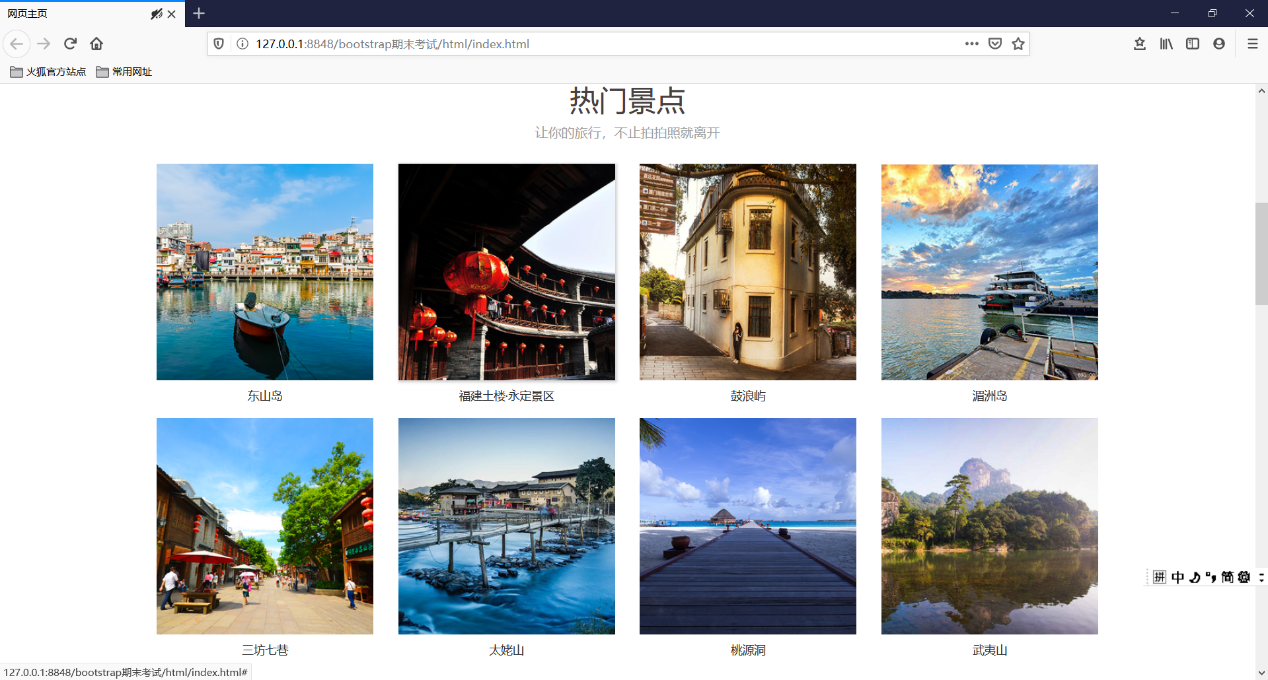 网页主页
127.0.0.1:8848/bootstrap期末考试/html/index.html
火狐官方站点 常用网址
热门景点
让你的旅行，不止拍拍照就离开
东山岛 福建土楼·永定景区 鼓浪屿 湄洲岛
三坊七巷 太姥山 桃源洞 武夷山
拼 中 简
127.0.0.1:8848/bootstrap期末考试/html/index.html#